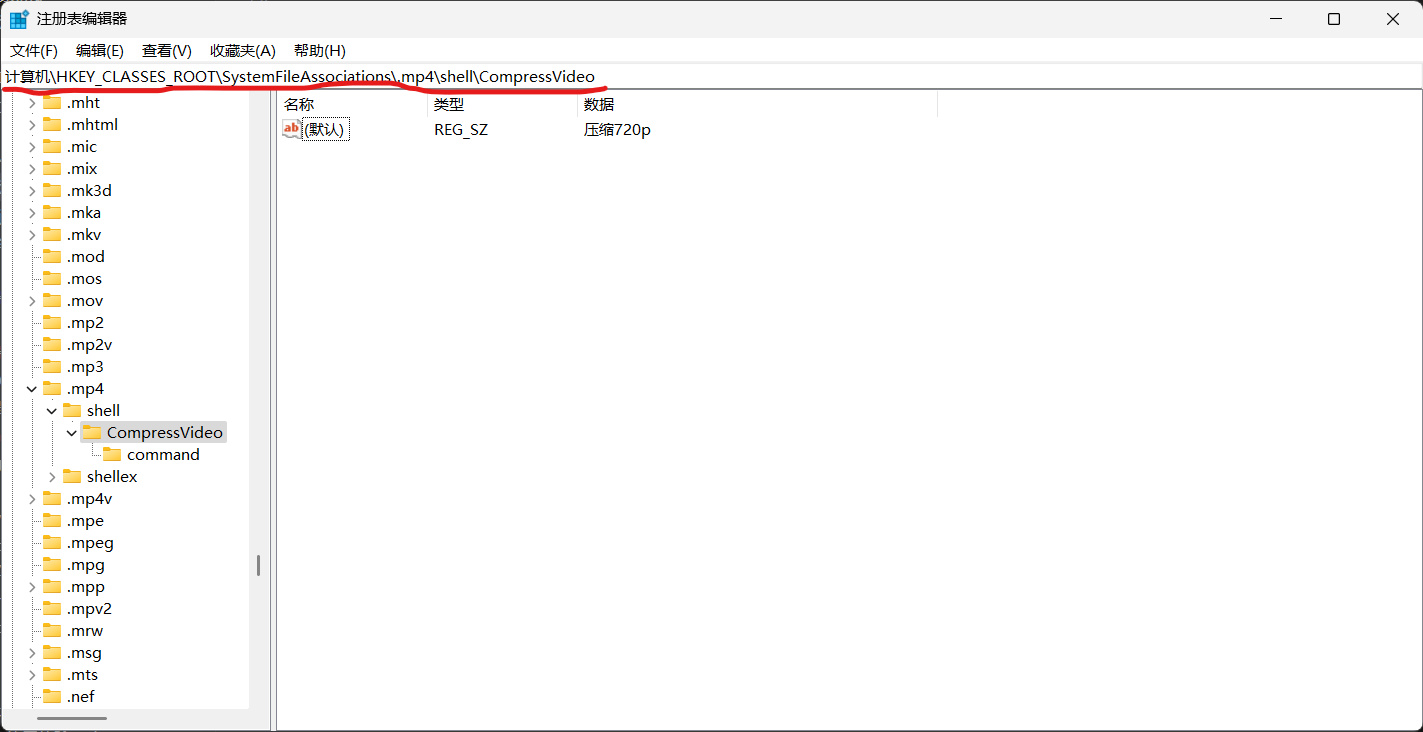 注册表编辑器
文件(F) 编辑(E) 查看(V) 收藏夹(A) 帮助(H)
计算机\HKEY_CLASSES_ROOT\SystemFileAssociations\.mp4\shell\CompressVideo
.mht
.mhtml
.mic
.mix
.mk3d
.mka
.mkv
.mod
.mos
.mov
.mp2
.mp2v
.mp3
.mp4
shell
CompressVideo
command
shellex
.mp4v
.mpe
.mpeg
.mpg
.mpp
.mpv2
.mrw
.msg
.mts
.nef
名称 类型 数据
ab (默认) REG_SZ 压缩720p